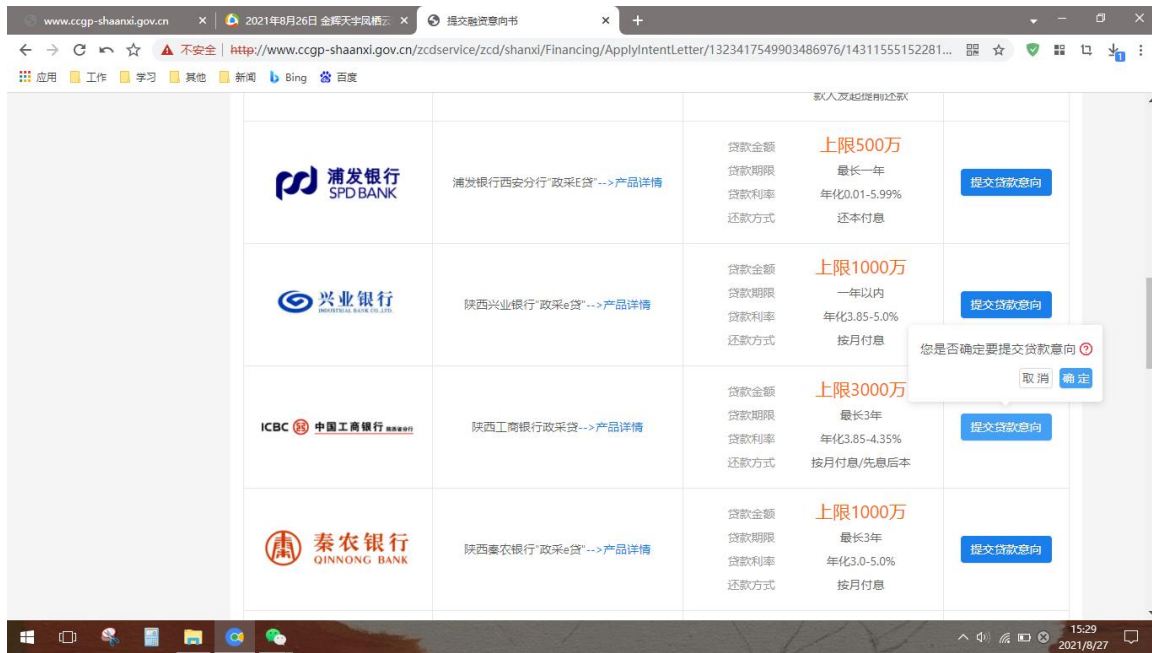 www.ccgp-shaanxi.gov.cn
2021年8月26日 金辉天宇凤栖云
提交融资意向书
不安全 http://www.ccgp-shaanxi.gov.cn/zcdservice/zcd/shanxi/Financing/ApplyIntentLetter/1323417549903486976/14311555152281...
应用 工作 学习 其他 新闻 Bing 百度
款人发起提前还款
浦发银行
SPD BANK
浦发银行西安分行"政采E贷"-->产品详情
贷款金额 上限500万
贷款期限 最长一年
贷款利率 年化0.01-5.99%
还款方式 还本付息
提交贷款意向
兴业银行
INDUSTRIAL BANK CO.,LTD.
陕西兴业银行"政采e贷"-->产品详情
贷款金额 上限1000万
贷款期限 一年以内
贷款利率 年化3.85-5.0%
还款方式 按月付息
提交贷款意向
您是否确定要提交贷款意向
取消 确定
ICBC 中国工商银行
陕西工商银行政采贷-->产品详情
贷款金额 上限3000万
贷款期限 最长3年
贷款利率 年化3.85-4.35%
还款方式 按月付息/先息后本
提交贷款意向
秦农银行
QINNONG BANK
陕西秦农银行"政采e贷"-->产品详情
贷款金额 上限1000万
贷款期限 最长3年
贷款利率 年化3.0-5.0%
还款方式 按月付息
提交贷款意向
15:29
2021/8/27